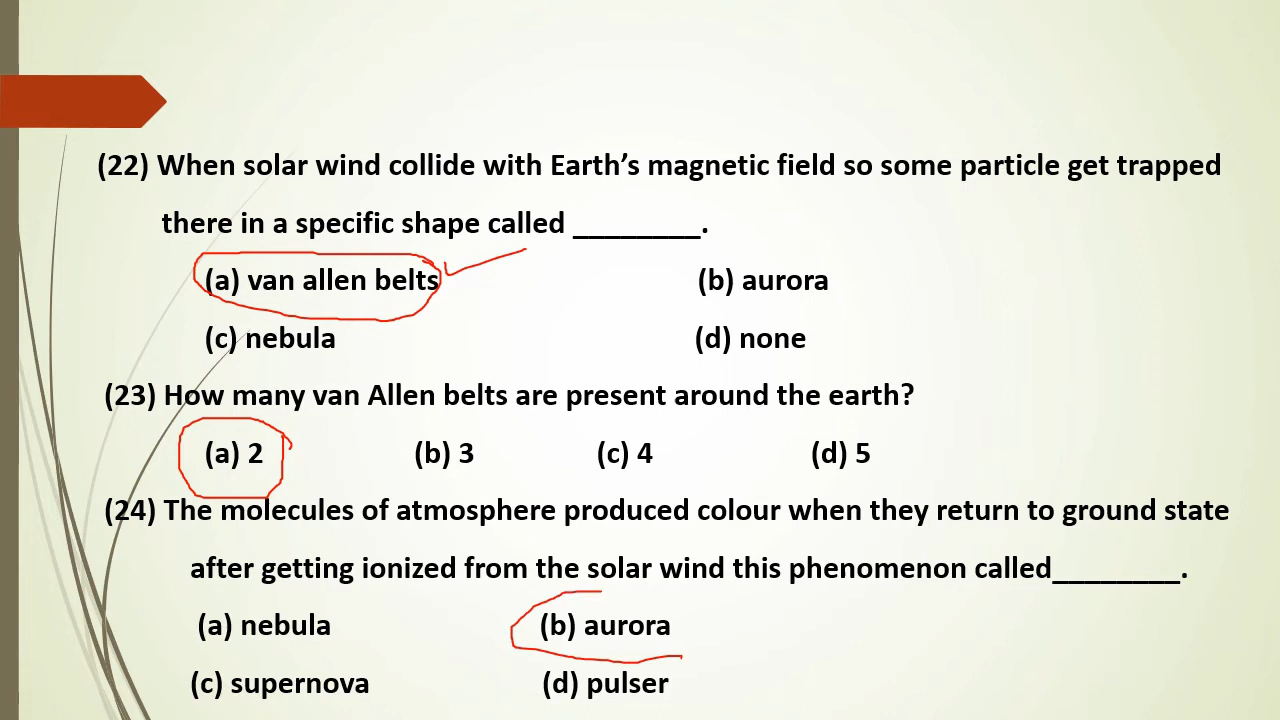 (22) When solar wind collide with Earth’s magnetic field so some particle get trapped
there in a specific shape called ________.
(a) van allen belts (b) aurora
(c) nebula (d) none
(23) How many van Allen belts are present around the earth?
(a) 2 (b) 3 (c) 4 (d) 5
(24) The molecules of atmosphere produced colour when they return to ground state
after getting ionized from the solar wind this phenomenon called________.
(a) nebula (b) aurora
(c) supernova (d) pulser